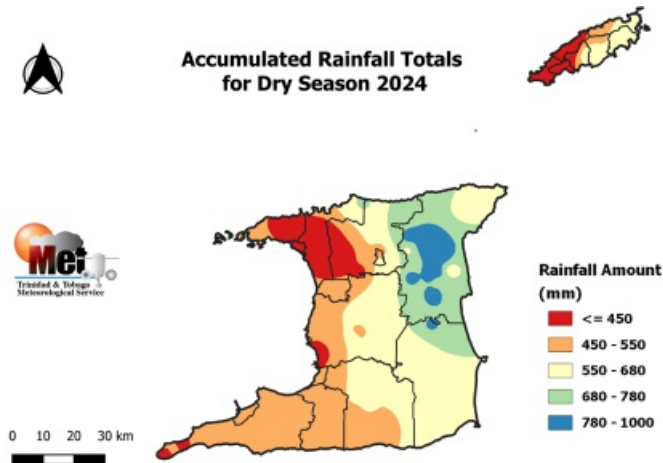 Accumulated Rainfall Totals
for Dry Season 2024
Met
Trinidad & Tobago
Meteorological Service
Rainfall Amount
(mm)
<= 450
450 - 550
550 - 680
680 - 780
780 - 1000
0 10 20 30 km